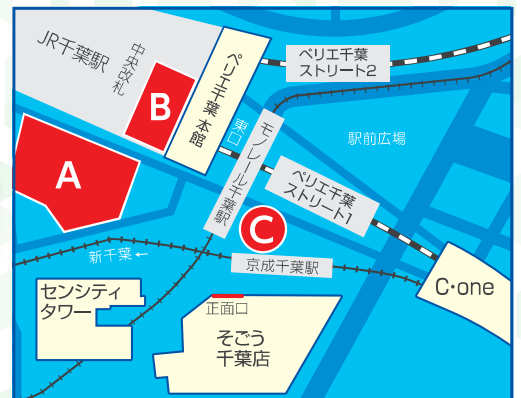 JR千葉駅
中央改札
B
ペリエ千葉 本館
ペリエ千葉
ストリート2
東口
モノレール千葉駅
駅前広場
A
ペリエ千葉
ストリート1
C
新千葉←
京成千葉駅
C・one
センシティ
タワー
正面口
そごう
千葉店